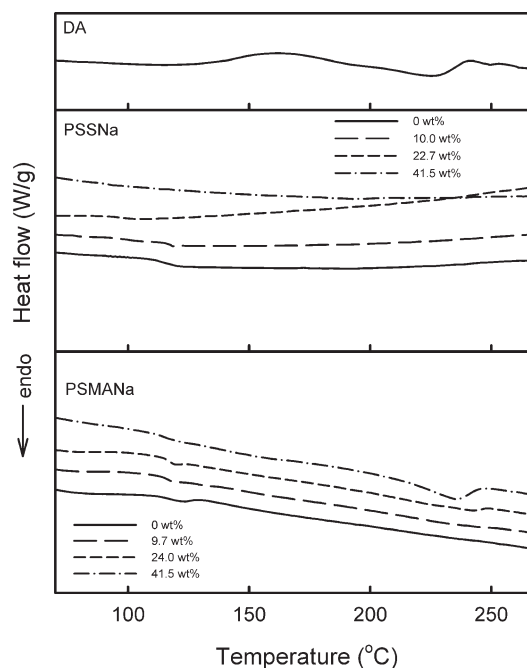 DA
PSSNa
0 wt%
10.0 wt%
22.7 wt%
41.5 wt%
Heat flow (W/g)
endo
PSMANa
0 wt%
9.7 wt%
24.0 wt%
41.5 wt%
100 150 200 250
Temperature (°C)